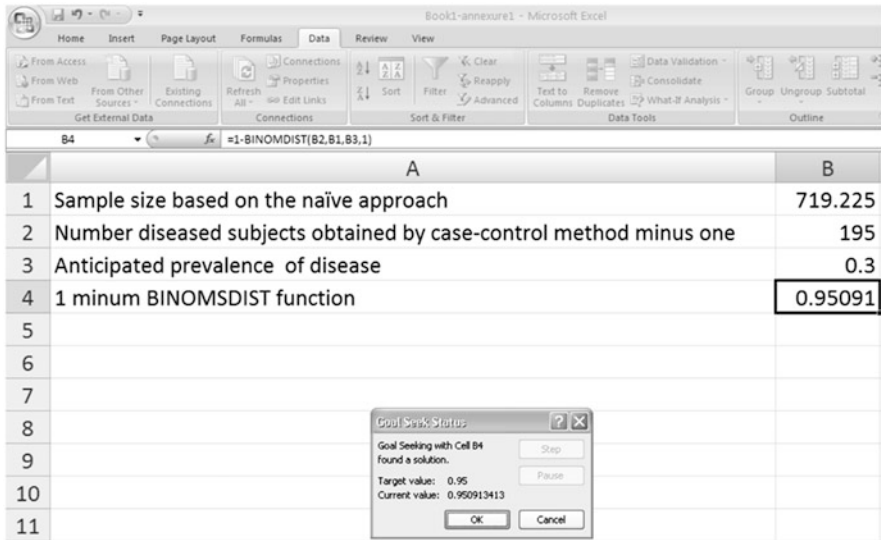 Book1-annexure1 - Microsoft Excel
Home Insert Page Layout Formulas Data Review View
From Access
From Web
From Text
From Other Sources
Existing Connections
Get External Data
Refresh All
Connections
Properties
Edit Links
Connections
Sort
Filter
Clear
Reapply
Advanced
Sort & Filter
Text to Columns
Remove Duplicates
Data Validation
Consolidate
What-If Analysis
Data Tools
Group Ungroup Subtotal
Outline
B4 fx =1-BINOMDIST(B2,B1,B3,1)
A B
1 Sample size based on the naïve approach 719.225
2 Number diseased subjects obtained by case-control method minus one 195
3 Anticipated prevalence of disease 0.3
4 1 minum BINOMSDIST function 0.95091
5
6
7
8
9
10
11
Goal Seek Status
Goal Seeking with Cell B4
found a solution.
Target value: 0.95
Current value: 0.950913413
Step
Pause
OK Cancel